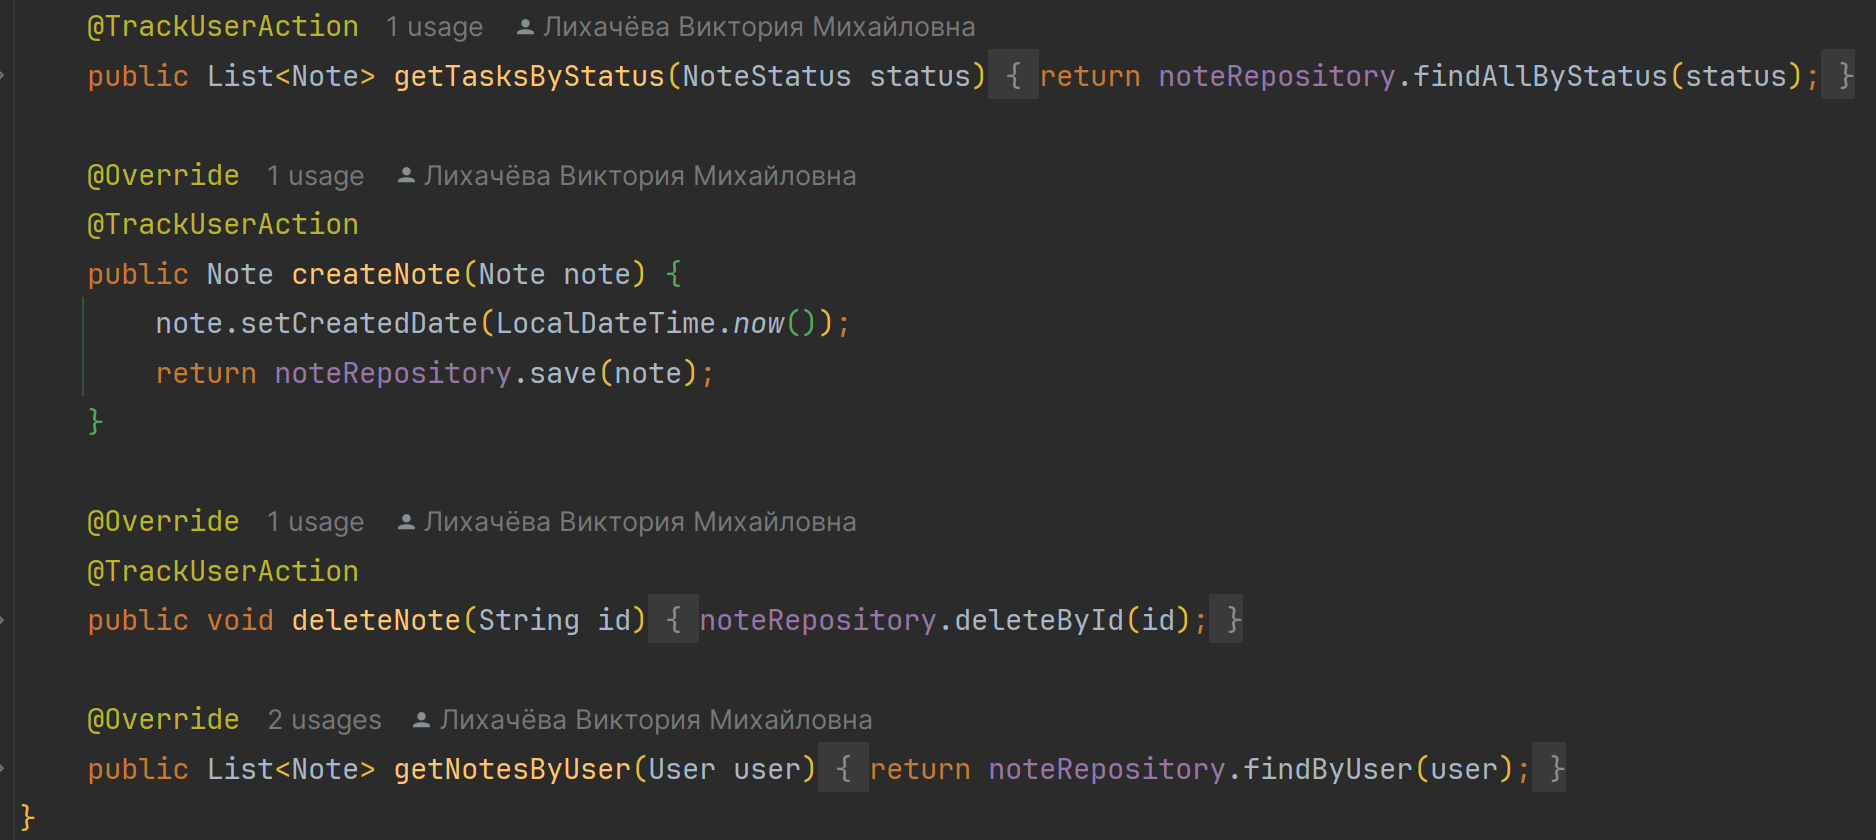 @TrackUserAction 1 usage Лихачёва Виктория Михайловна
public List<Note> getTasksByStatus(NoteStatus status) { return noteRepository.findAllByStatus(status); }
@Override 1 usage Лихачёва Виктория Михайловна
@TrackUserAction
public Note createNote(Note note) {
note.setCreatedDate(LocalDateTime.now());
return noteRepository.save(note);
}
@Override 1 usage Лихачёва Виктория Михайловна
@TrackUserAction
public void deleteNote(String id) { noteRepository.deleteById(id); }
@Override 2 usages Лихачёва Виктория Михайловна
public List<Note> getNotesByUser(User user) { return noteRepository.findByUser(user); }
}